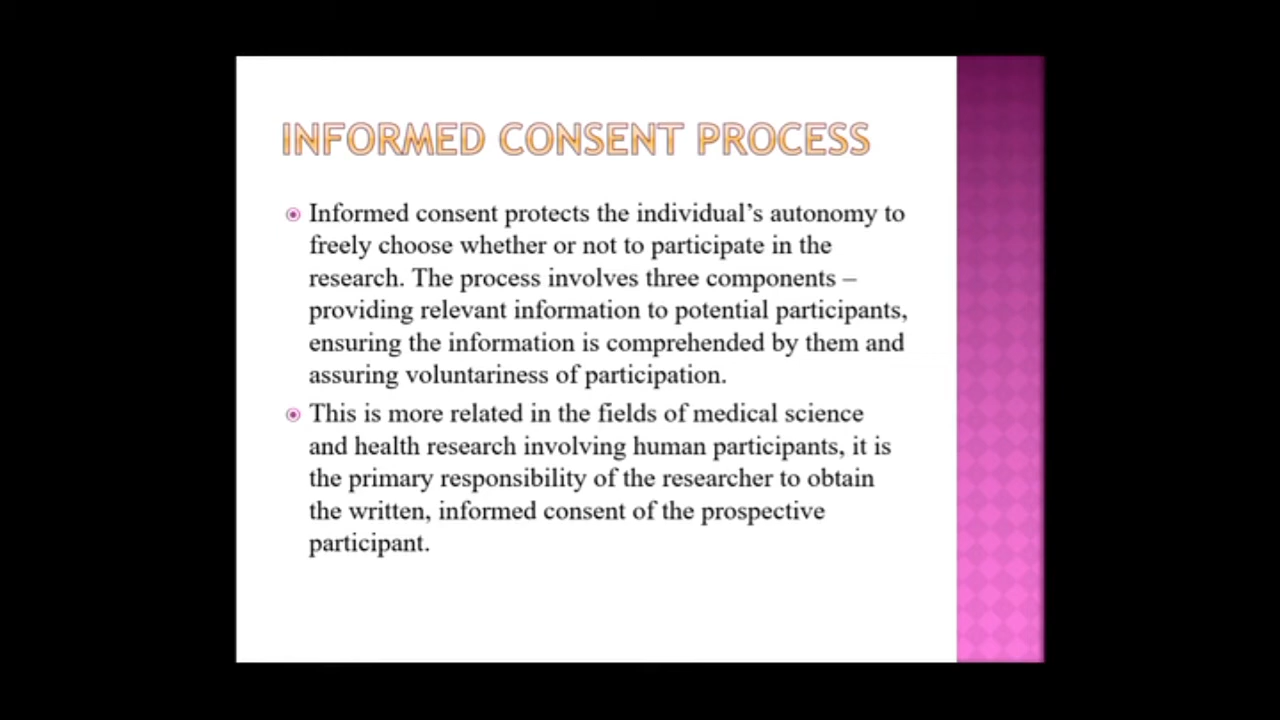 INFORMED CONSENT PROCESS
Informed consent protects the individual’s autonomy to
freely choose whether or not to participate in the
research. The process involves three components –
providing relevant information to potential participants,
ensuring the information is comprehended by them and
assuring voluntariness of participation.
This is more related in the fields of medical science
and health research involving human participants, it is
the primary responsibility of the researcher to obtain
the written, informed consent of the prospective
participant.